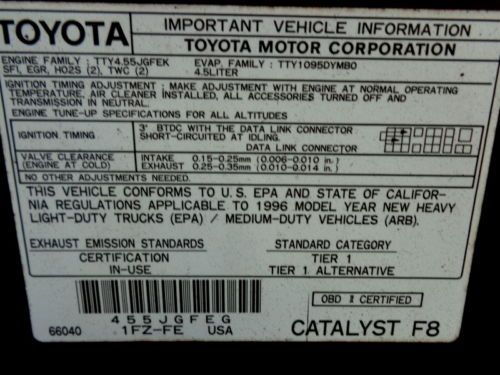 TOYOTA
IMPORTANT VEHICLE INFORMATION
TOYOTA MOTOR CORPORATION
ENGINE FAMILY : TTY4.55JGFEK EVAP. FAMILY : TTY1095DYMB0
SFI, EGR, HO2S (2), TWC (2) 4.5LITER
IGNITION TIMING ADJUSTMENT : MAKE ADJUSTMENT WITH ENGINE AT NORMAL OPERATING
TEMPERATURE, AIR CLEANER INSTALLED, ALL ACCESSORIES TURNED OFF AND
TRANSMISSION IN NEUTRAL.
ENGINE TUNE-UP SPECIFICATIONS FOR ALL ALTITUDES
IGNITION TIMING 3° BTDC WITH THE DATA LINK CONNECTOR
SHORT-CIRCUITED AT IDLING.
DATA LINK CONNECTOR
VALVE CLEARANCE INTAKE 0.15-0.25mm (0.006-0.010 in.)
(ENGINE AT COLD) EXHAUST 0.25-0.35mm (0.010-0.014 in.)
NO OTHER ADJUSTMENTS NEEDED.
THIS VEHICLE CONFORMS TO U.S. EPA AND STATE OF CALIFOR-
NIA REGULATIONS APPLICABLE TO 1996 MODEL YEAR NEW HEAVY
LIGHT-DUTY TRUCKS (EPA) / MEDIUM-DUTY VEHICLES (ARB).
EXHAUST EMISSION STANDARDS STANDARD CATEGORY
CERTIFICATION TIER 1
IN-USE TIER 1 ALTERNATIVE
OBD II CERTIFIED
455JGFEG
66040 1FZ-FE USA CATALYST F8